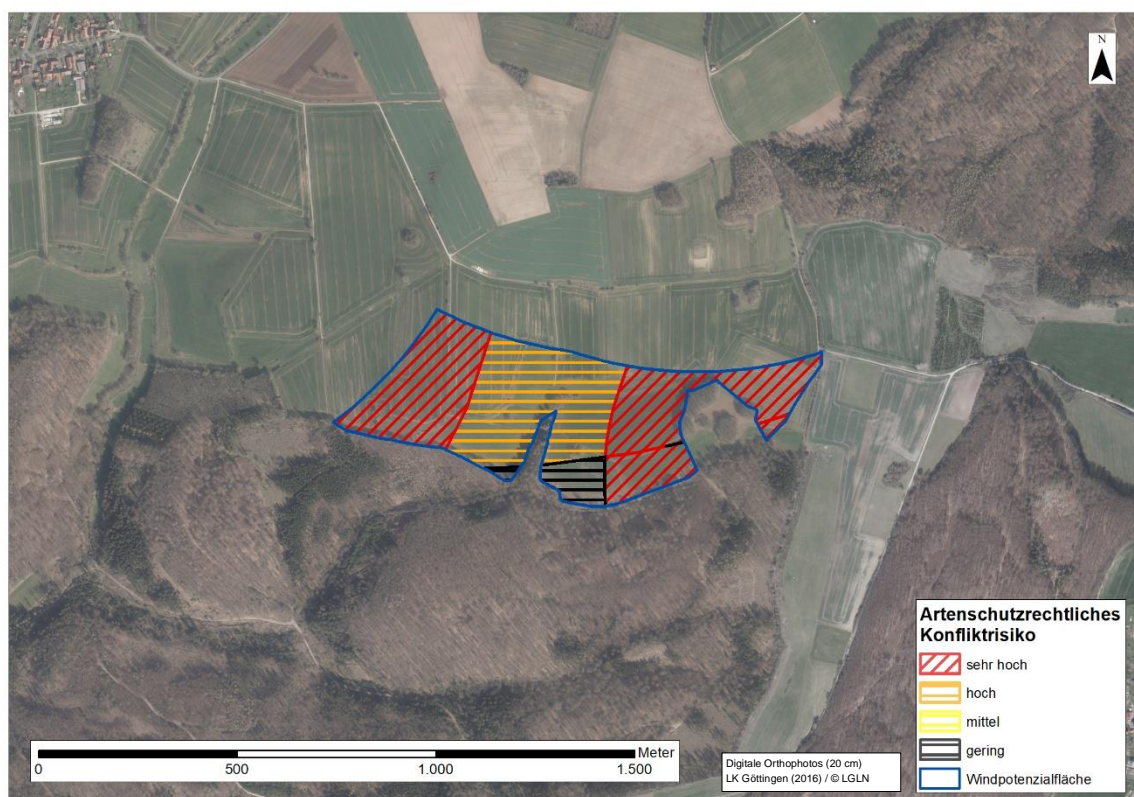 N
Artenschutzrechtliches
Konfliktrisiko
sehr hoch
hoch
mittel
gering
Windpotenzialfläche
Meter
0 500 1.000 1.500
Digitale Orthophotos (20 cm)
LK Göttingen (2016) / © LGLN